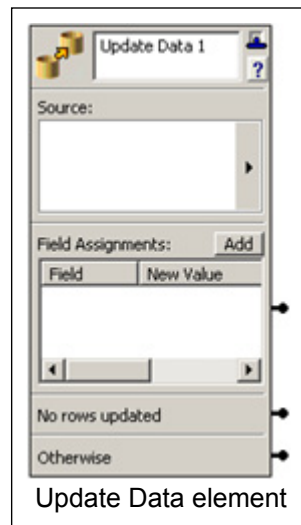 Update Data 1
?
Source:
Field Assignments: Add
Field New Value
No rows updated
Otherwise
Update Data element